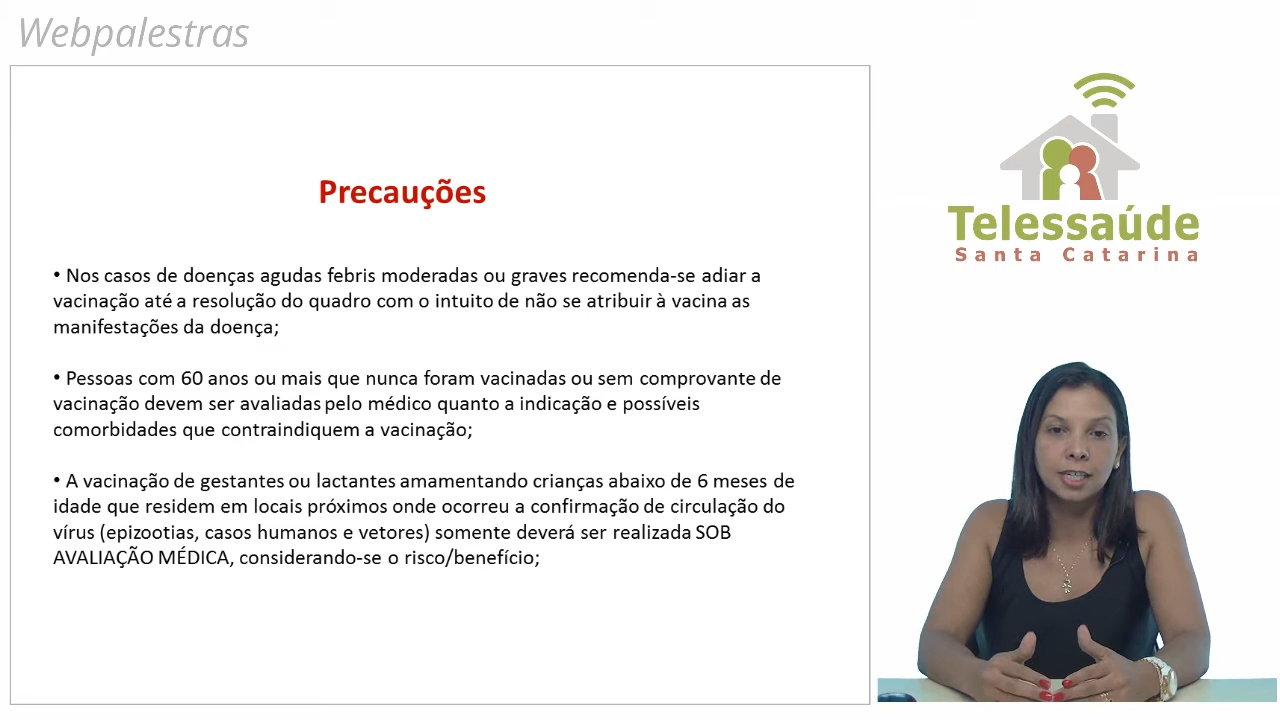 Webpalestras
Precauções
• Nos casos de doenças agudas febris moderadas ou graves recomenda-se adiar a
vacinação até a resolução do quadro com o intuito de não se atribuir à vacina as
manifestações da doença;
• Pessoas com 60 anos ou mais que nunca foram vacinadas ou sem comprovante de
vacinação devem ser avaliadas pelo médico quanto a indicação e possíveis
comorbidades que contraindiquem a vacinação;
• A vacinação de gestantes ou lactantes amamentando crianças abaixo de 6 meses de
idade que residem em locais próximos onde ocorreu a confirmação de circulação do
vírus (epizootias, casos humanos e vetores) somente deverá ser realizada SOB
AVALIAÇÃO MÉDICA, considerando-se o risco/benefício;
Telessaúde
Santa Catarina